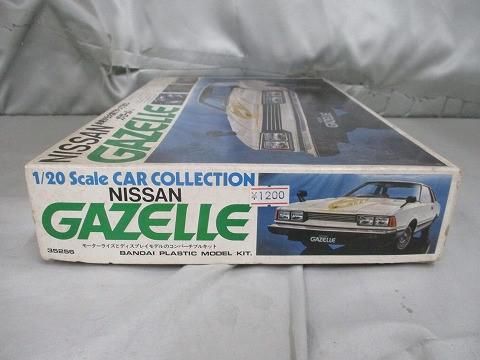 NISSAN
GAZELLE
1/20 Scale CAR COLLECTION
NISSAN
¥1200
GAZELLE
GAZELLE
モーターライズとディスプレイモデルのコンバーチブルキット
35256
BANDAI PLASTIC MODEL KIT.